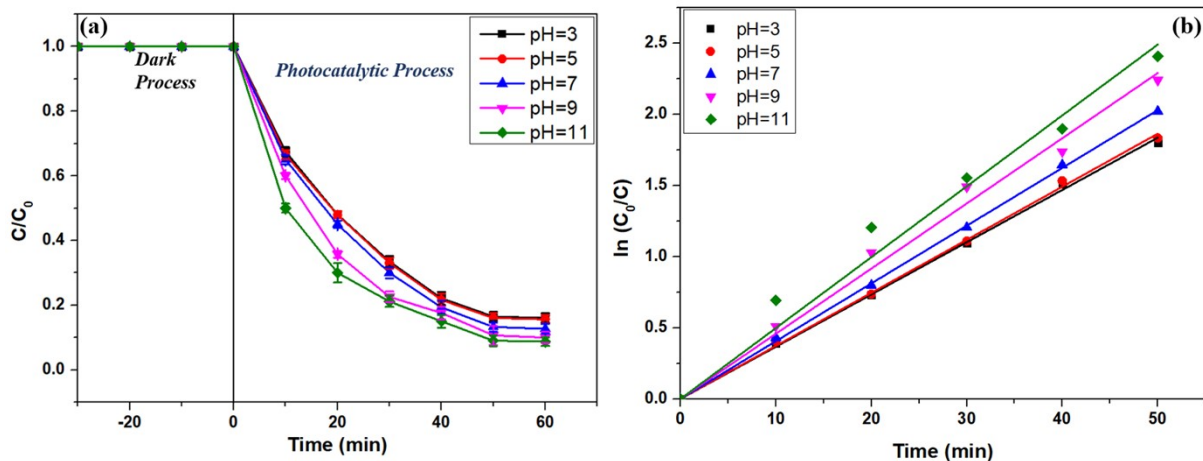 (a)
Dark
Process
Photocatalytic Process
pH=3
pH=5
pH=7
pH=9
pH=11
C/C₀
1.0
0.8
0.6
0.4
0.2
0.0
-20
0
20
40
60
Time (min)
(b)
pH=3
pH=5
pH=7
pH=9
pH=11
ln (C₀/C)
2.5
2.0
1.5
1.0
0.5
0.0
0
10
20
30
40
50
Time (min)